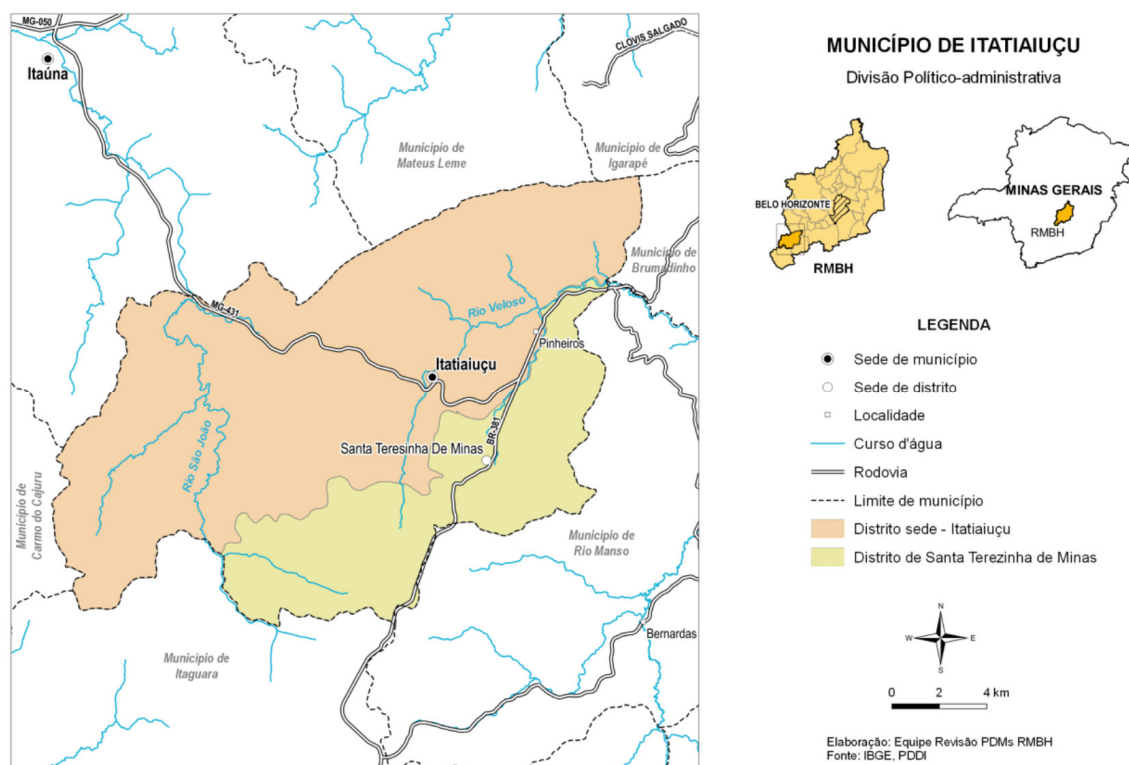 MG-050
Itaúna
CLOVIS SALGADO
Município de
Mateus Leme
Município de
Igarapé
Município de
Brumadinho
MG-431
Rio Veloso
Pinheiros
Itatiaiuçu
Rio São João
Santa Teresinha De Minas
BR-381
Município de
Carmo do Cajuru
Município de
Rio Manso
Bernardas
Município de
Itaguara
MUNICÍPIO DE ITATIAIUÇU
Divisão Político-administrativa
BELO HORIZONTE
RMBH
MINAS GERAIS
RMBH
LEGENDA
Sede de município
Sede de distrito
Localidade
Curso d'água
Rodovia
Limite de município
Distrito sede - Itatiaiuçu
Distrito de Santa Terezinha de Minas
N
W E
S
0 2 4 km
Elaboração: Equipe Revisão PDMs RMBH
Fonte: IBGE, PDDI